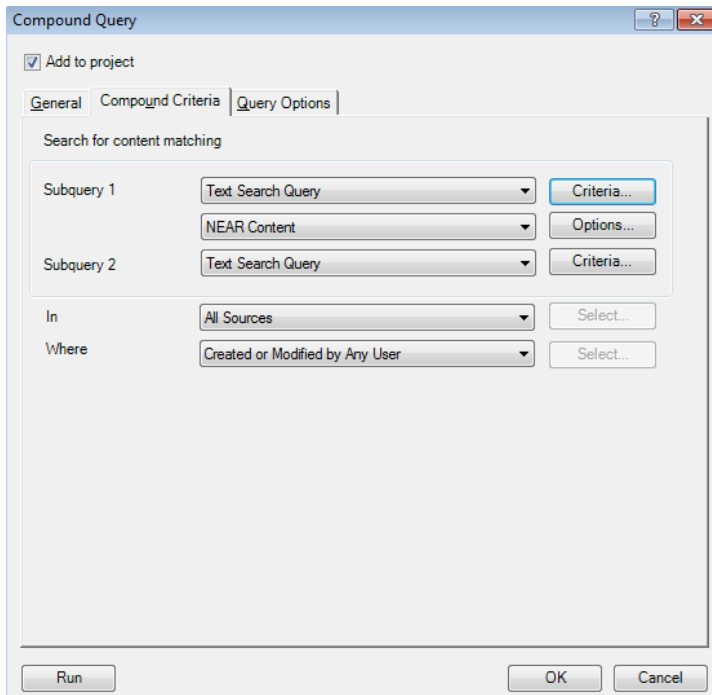 Compound Query
Add to project
General Compound Criteria Query Options
Search for content matching
Subquery 1 Text Search Query Criteria...
NEAR Content Options...
Subquery 2 Text Search Query Criteria...
In All Sources Select...
Where Created or Modified by Any User Select...
Run OK Cancel